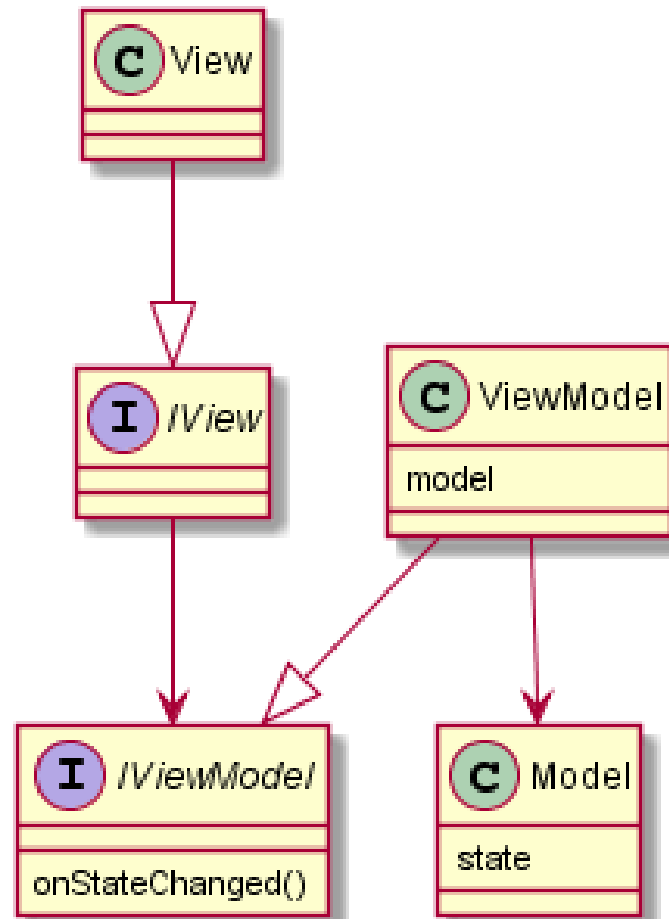 C View
I IView
C ViewModel
model
I IViewModel
onStateChanged()
C Model
state